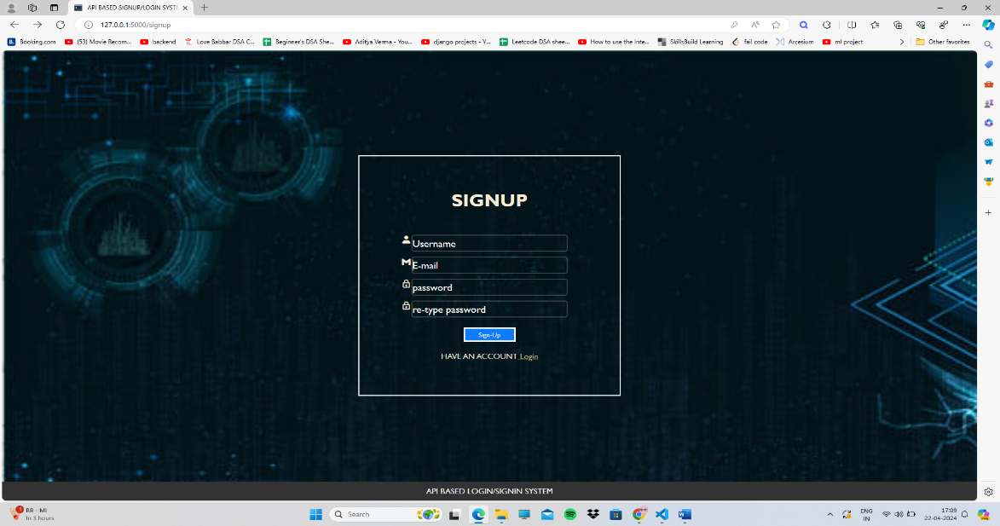 API BASED SIGNUP/LOGIN SYSTE
127.0.0.1:5000/signup
Booking.com
(53) Movie Recom...
backend
Love Babbar DSA C...
Beginner's DSA She...
Aditya Verma - You...
django projects - Y...
Leetcode DSA shee...
How to use the Inte...
SkillsBuild Learning
fail code
Arcesium
ml project
Other favorites
SIGNUP
Username
E-mail
password
re-type password
Sign-Up
HAVE AN ACCOUNT Login
API BASED LOGIN/SIGNIN SYSTEM
1
RR - MI
In 3 hours
Search
ENG
IN
17:09
22-04-2024